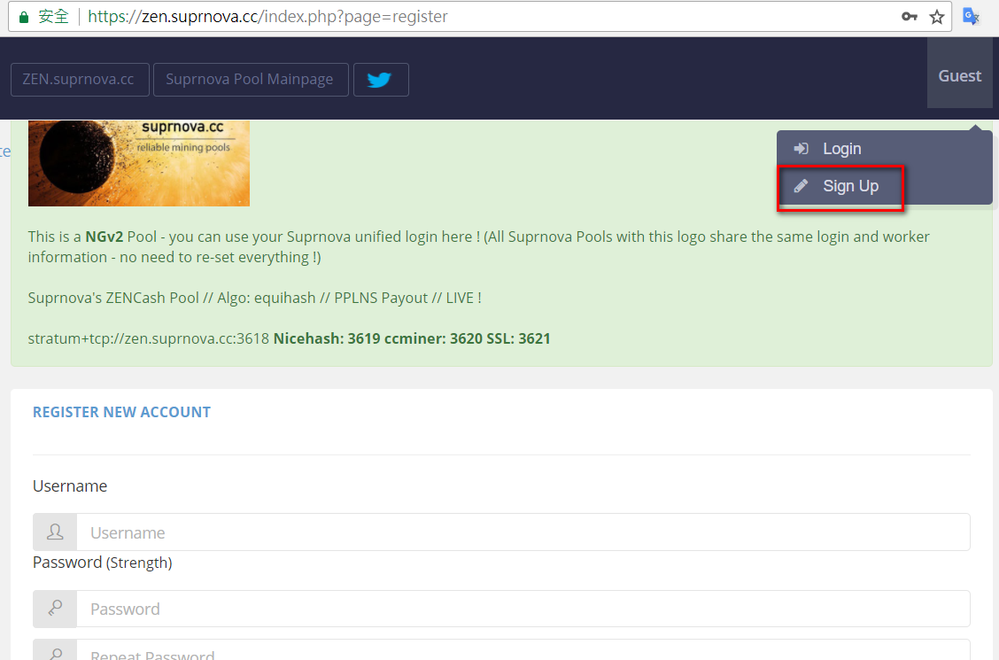 安全 https://zen.suprnova.cc/index.php?page=register
ZEN.suprnova.cc Suprnova Pool Mainpage Guest
suprnova.cc
reliable mining pools
Login
Sign Up
This is a NGv2 Pool - you can use your Suprnova unified login here ! (All Suprnova Pools with this logo share the same login and worker
information - no need to re-set everything !)
Suprnova's ZENCash Pool // Algo: equihash // PPLNS Payout // LIVE !
stratum+tcp://zen.suprnova.cc:3618 Nicehash: 3619 ccminer: 3620 SSL: 3621
REGISTER NEW ACCOUNT
Username
Username
Password (Strength)
Password
Repeat Password